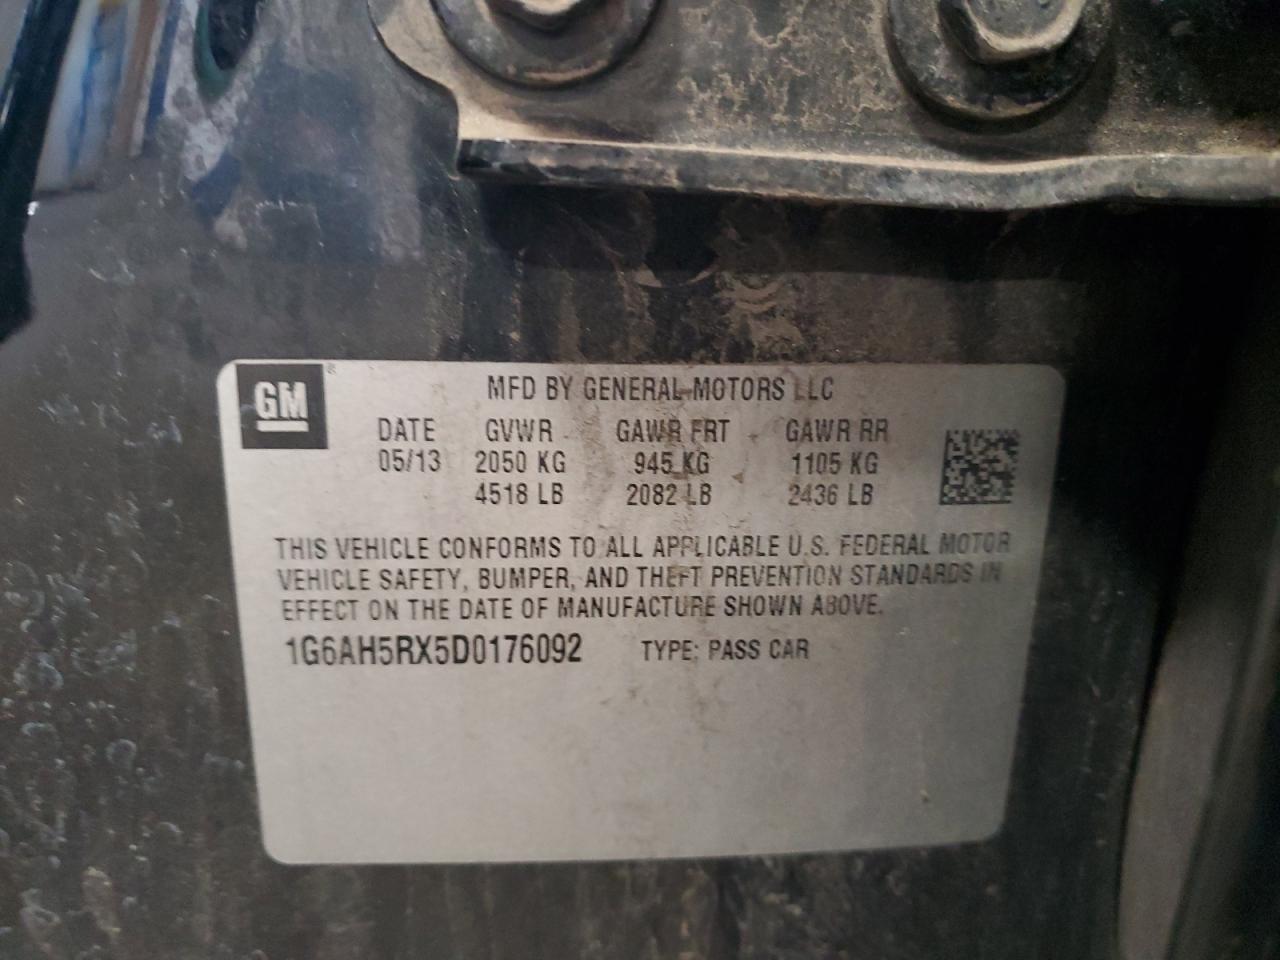 GM
MFD BY GENERAL MOTORS LLC
DATE GVWR GAWR FRT GAWR RR
05/13 2050 KG 945 KG 1105 KG
4518 LB 2082 LB 2436 LB
THIS VEHICLE CONFORMS TO ALL APPLICABLE U.S. FEDERAL MOTOR
VEHICLE SAFETY, BUMPER, AND THEFT PREVENTION STANDARDS IN
EFFECT ON THE DATE OF MANUFACTURE SHOWN ABOVE.
1G6AH5RX5D0176092 TYPE: PASS CAR